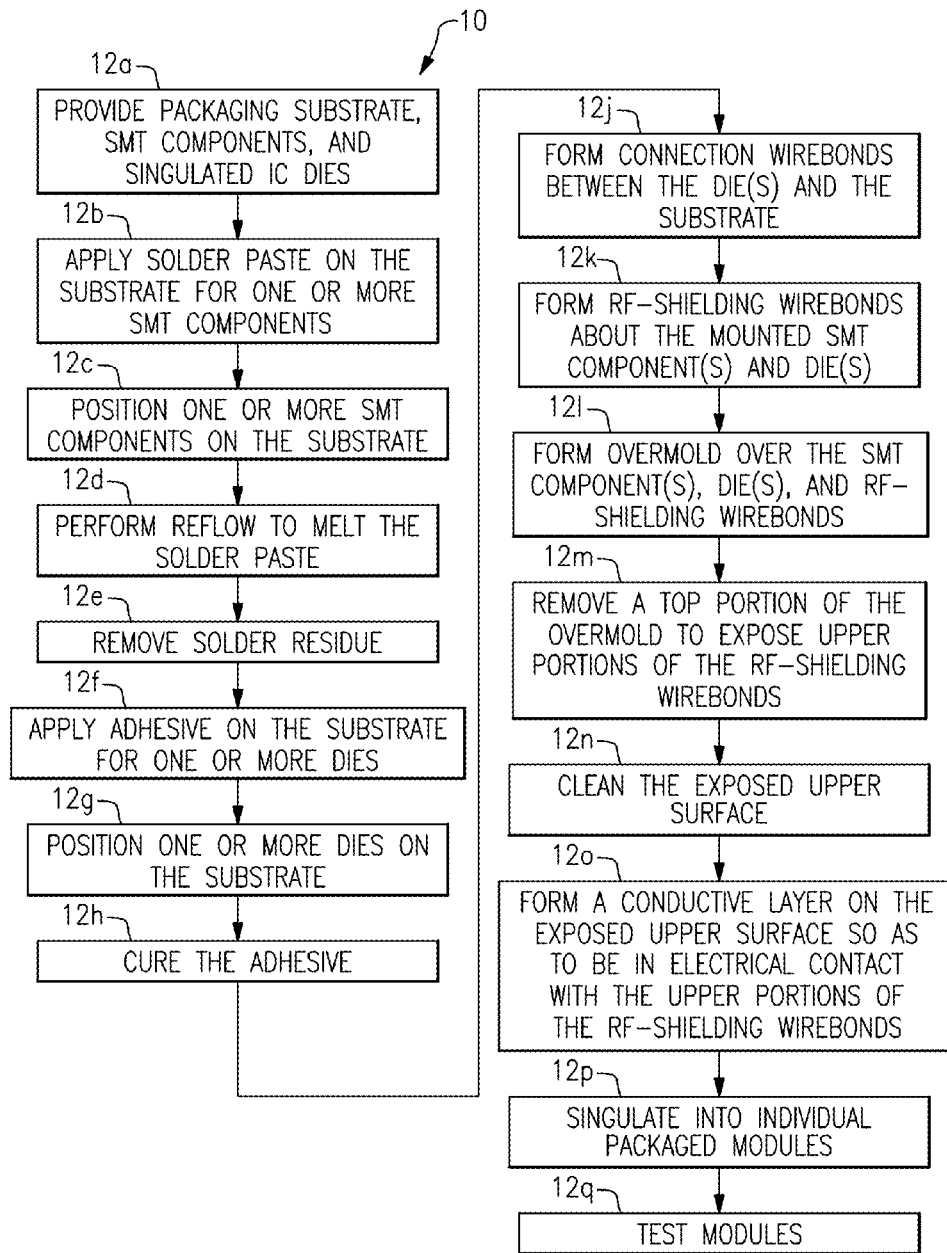 10
12a
PROVIDE PACKAGING SUBSTRATE,
SMT COMPONENTS, AND
SINGULATED IC DIES
12b
APPLY SOLDER PASTE ON THE
SUBSTRATE FOR ONE OR MORE
SMT COMPONENTS
12c
POSITION ONE OR MORE SMT
COMPONENTS ON THE SUBSTRATE
12d
PERFORM REFLOW TO MELT THE
SOLDER PASTE
12e
REMOVE SOLDER RESIDUE
12f
APPLY ADHESIVE ON THE SUBSTRATE
FOR ONE OR MORE DIES
12g
POSITION ONE OR MORE DIES ON
THE SUBSTRATE
12h
CURE THE ADHESIVE
12j
FORM CONNECTION WIREBONDS
BETWEEN THE DIE(S) AND THE
SUBSTRATE
12k
FORM RF-SHIELDING WIREBONDS
ABOUT THE MOUNTED SMT
COMPONENT(S) AND DIE(S)
12l
FORM OVERMOLD OVER THE SMT
COMPONENT(S), DIE(S), AND RF-
SHIELDING WIREBONDS
12m
REMOVE A TOP PORTION OF THE
OVERMOLD TO EXPOSE UPPER
PORTIONS OF THE RF-SHIELDING
WIREBONDS
12n
CLEAN THE EXPOSED UPPER
SURFACE
12o
FORM A CONDUCTIVE LAYER ON THE
EXPOSED UPPER SURFACE SO AS
TO BE IN ELECTRICAL CONTACT
WITH THE UPPER PORTIONS OF
THE RF-SHIELDING WIREBONDS
12p
SINGULATE INTO INDIVIDUAL
PACKAGED MODULES
12q
TEST MODULES